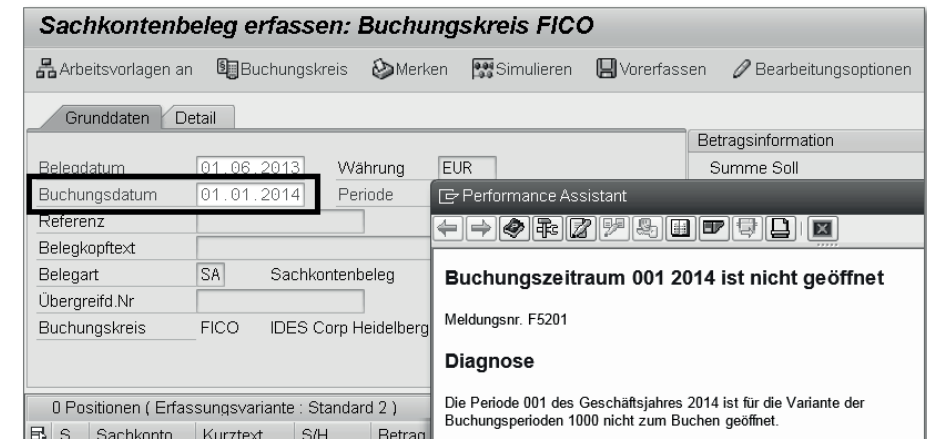 Sachkontenbeleg erfassen: Buchungskreis FICO
Arbeitsvorlagen an Buchungskreis Merken Simulieren Vorerfassen Bearbeitungsoptionen
Grunddaten Detail
Betragsinformation
Belegdatum 01.06.2013 Währung EUR Summe Soll
Buchungsdatum 01.01.2014 Periode
Performance Assistant
Referenz
Belegkopftext
Belegart SA Sachkontenbeleg
Übergreifd.Nr
Buchungskreis FICO IDES Corp Heidelberg
Buchungszeitraum 001 2014 ist nicht geöffnet
Meldungsnr. F5201
Diagnose
Die Periode 001 des Geschäftsjahres 2014 ist für die Variante der
Buchungsperioden 1000 nicht zum Buchen geöffnet.
0 Positionen ( Erfassungsvariante : Standard 2 )
S Sachkonto Kurztext S/H Betrag